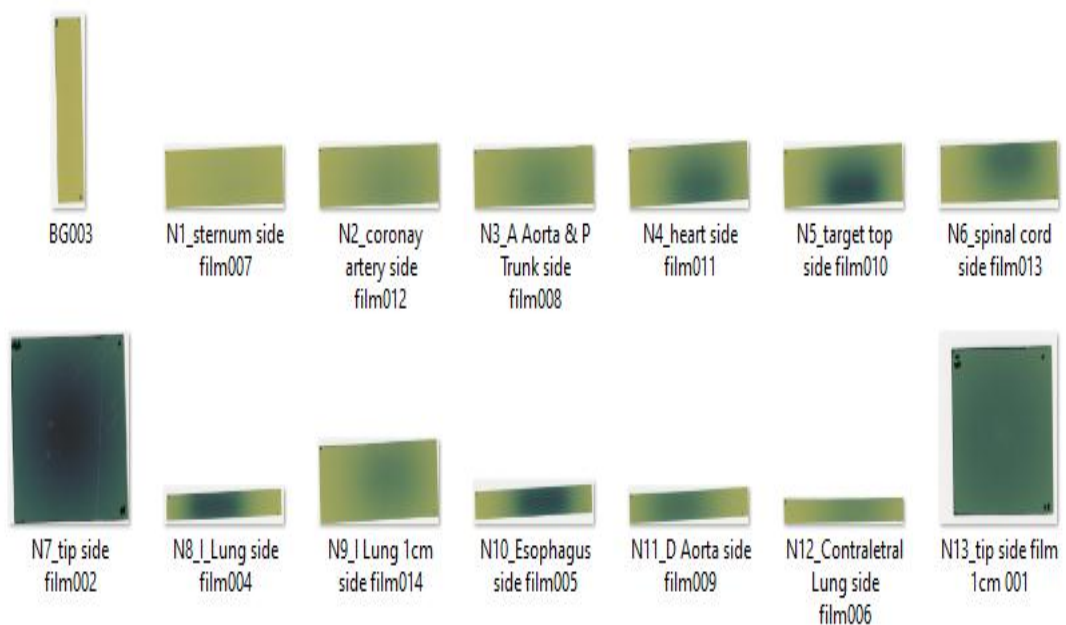 BG003
N1_sternum side
film007
N2_coronay
artery side
film012
N3_A Aorta & P
Trunk side
film008
N4_heart side
film011
N5_target top
side film010
N6_spinal cord
side film013
N7_tip side
film002
N8_I_Lung side
film004
N9_I Lung 1cm
side film014
N10_Esophagus
side film005
N11_D Aorta side
film009
N12_Contraletral
Lung side
film006
N13_tip side film
1cm 001